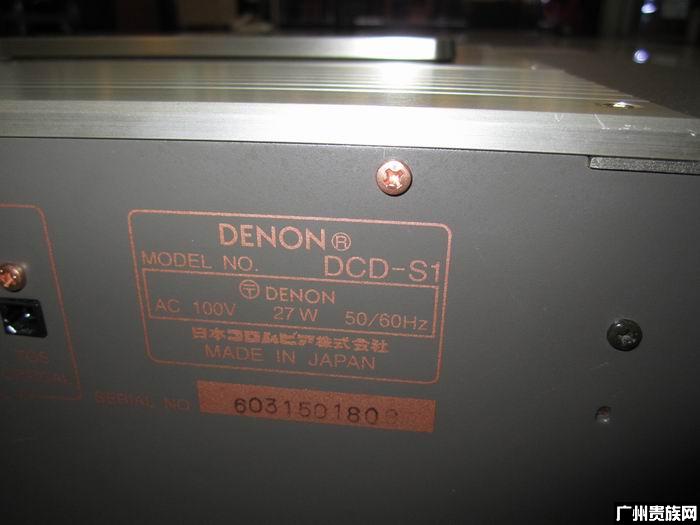 DENON®
MODEL NO. DCD-S1
〒 DENON
AC 100V 27W 50/60Hz
日本コロムビア株式会社
MADE IN JAPAN
SERIAL NO 6031501809
广州贵族网